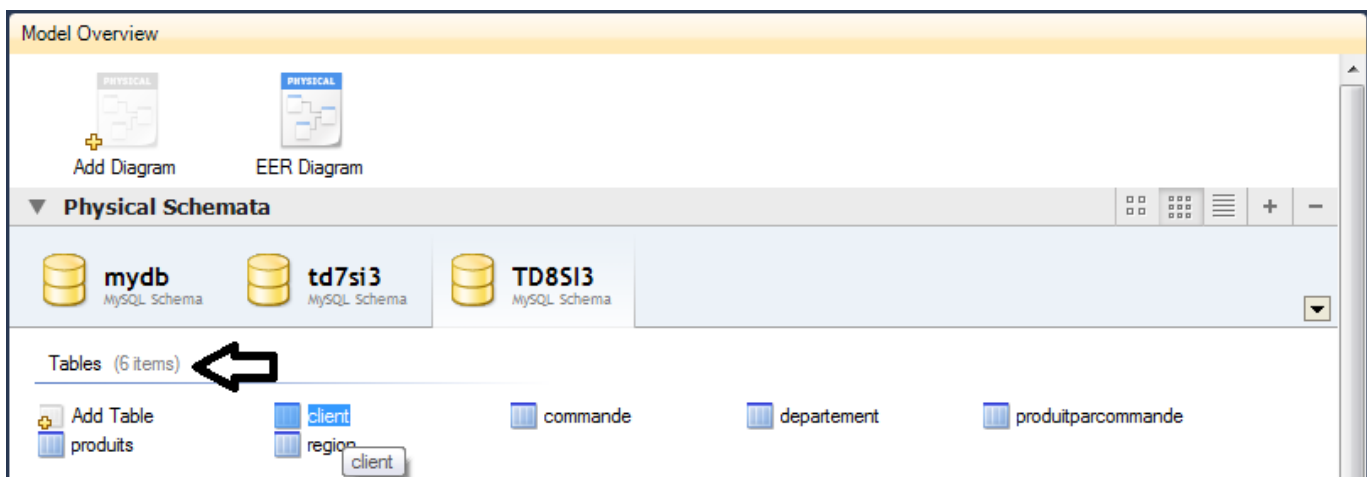 Model Overview
PHYSICAL PHYSICAL
Add Diagram EER Diagram
Physical Schemata
mydb td7si3 TD8SI3
MySQL Schema MySQL Schema MySQL Schema
Tables (6 items)
Add Table client commande departement produitparcommande
produits region
client